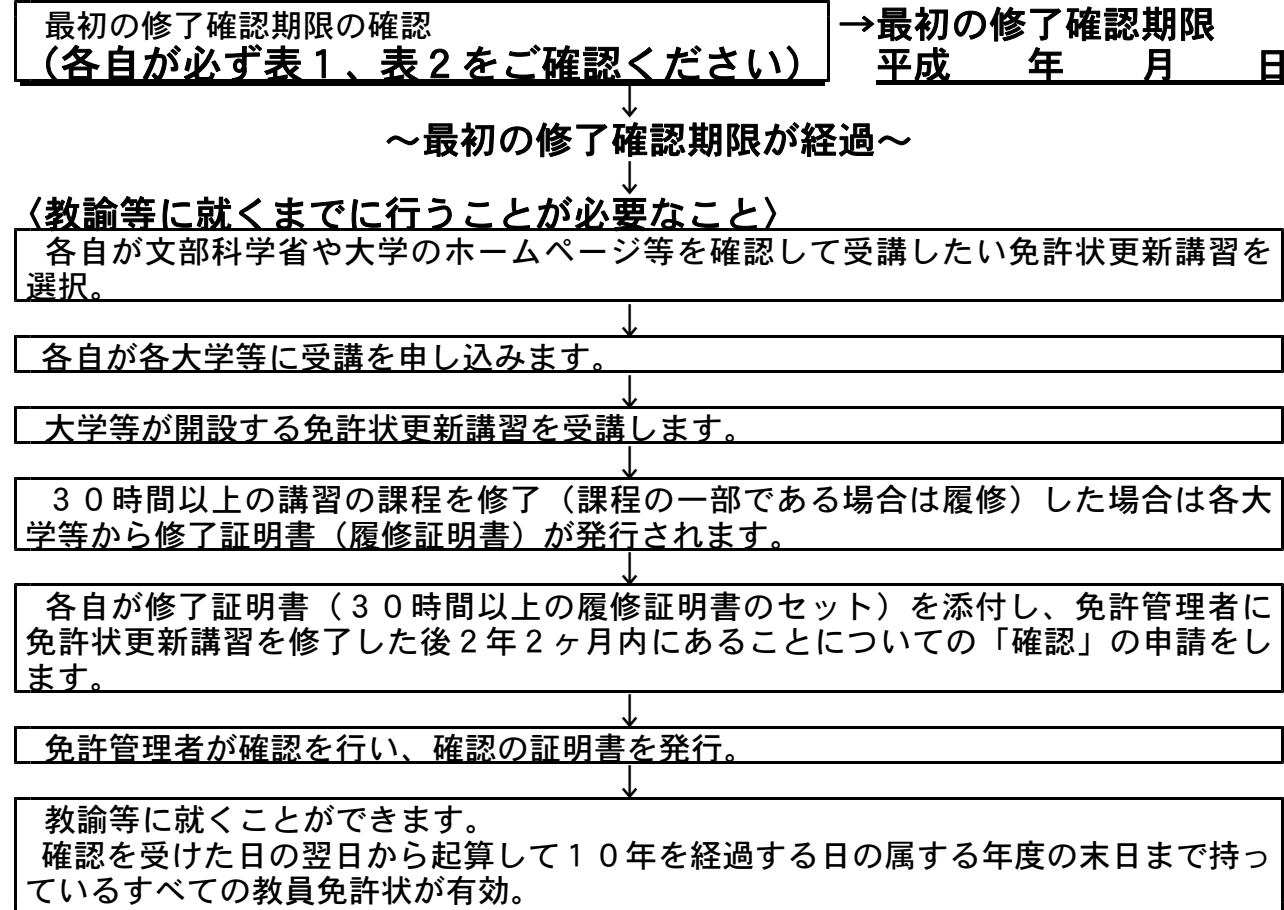 最初の修了確認期限の確認
（各自が必ず表１、表２をご確認ください）
→最初の修了確認期限
平成　　年　　月　　日
↓
～最初の修了確認期限が経過～
↓
〈教諭等に就くまでに行うことが必要なこと〉
各自が文部科学省や大学のホームページ等を確認して受講したい免許状更新講習を
選択。
↓
各自が各大学等に受講を申し込みます。
↓
大学等が開設する免許状更新講習を受講します。
↓
３０時間以上の講習の課程を修了（課程の一部である場合は履修）した場合は各大
学等から修了証明書（履修証明書）が発行されます。
↓
各自が修了証明書（３０時間以上の履修証明書のセット）を添付し、免許管理者に
免許状更新講習を修了した後２年２ヶ月内にあることについての「確認」の申請をし
ます。
↓
免許管理者が確認を行い、確認の証明書を発行。
↓
教諭等に就くことができます。
確認を受けた日の翌日から起算して１０年を経過する日の属する年度の末日まで持っ
ているすべての教員免許状が有効。